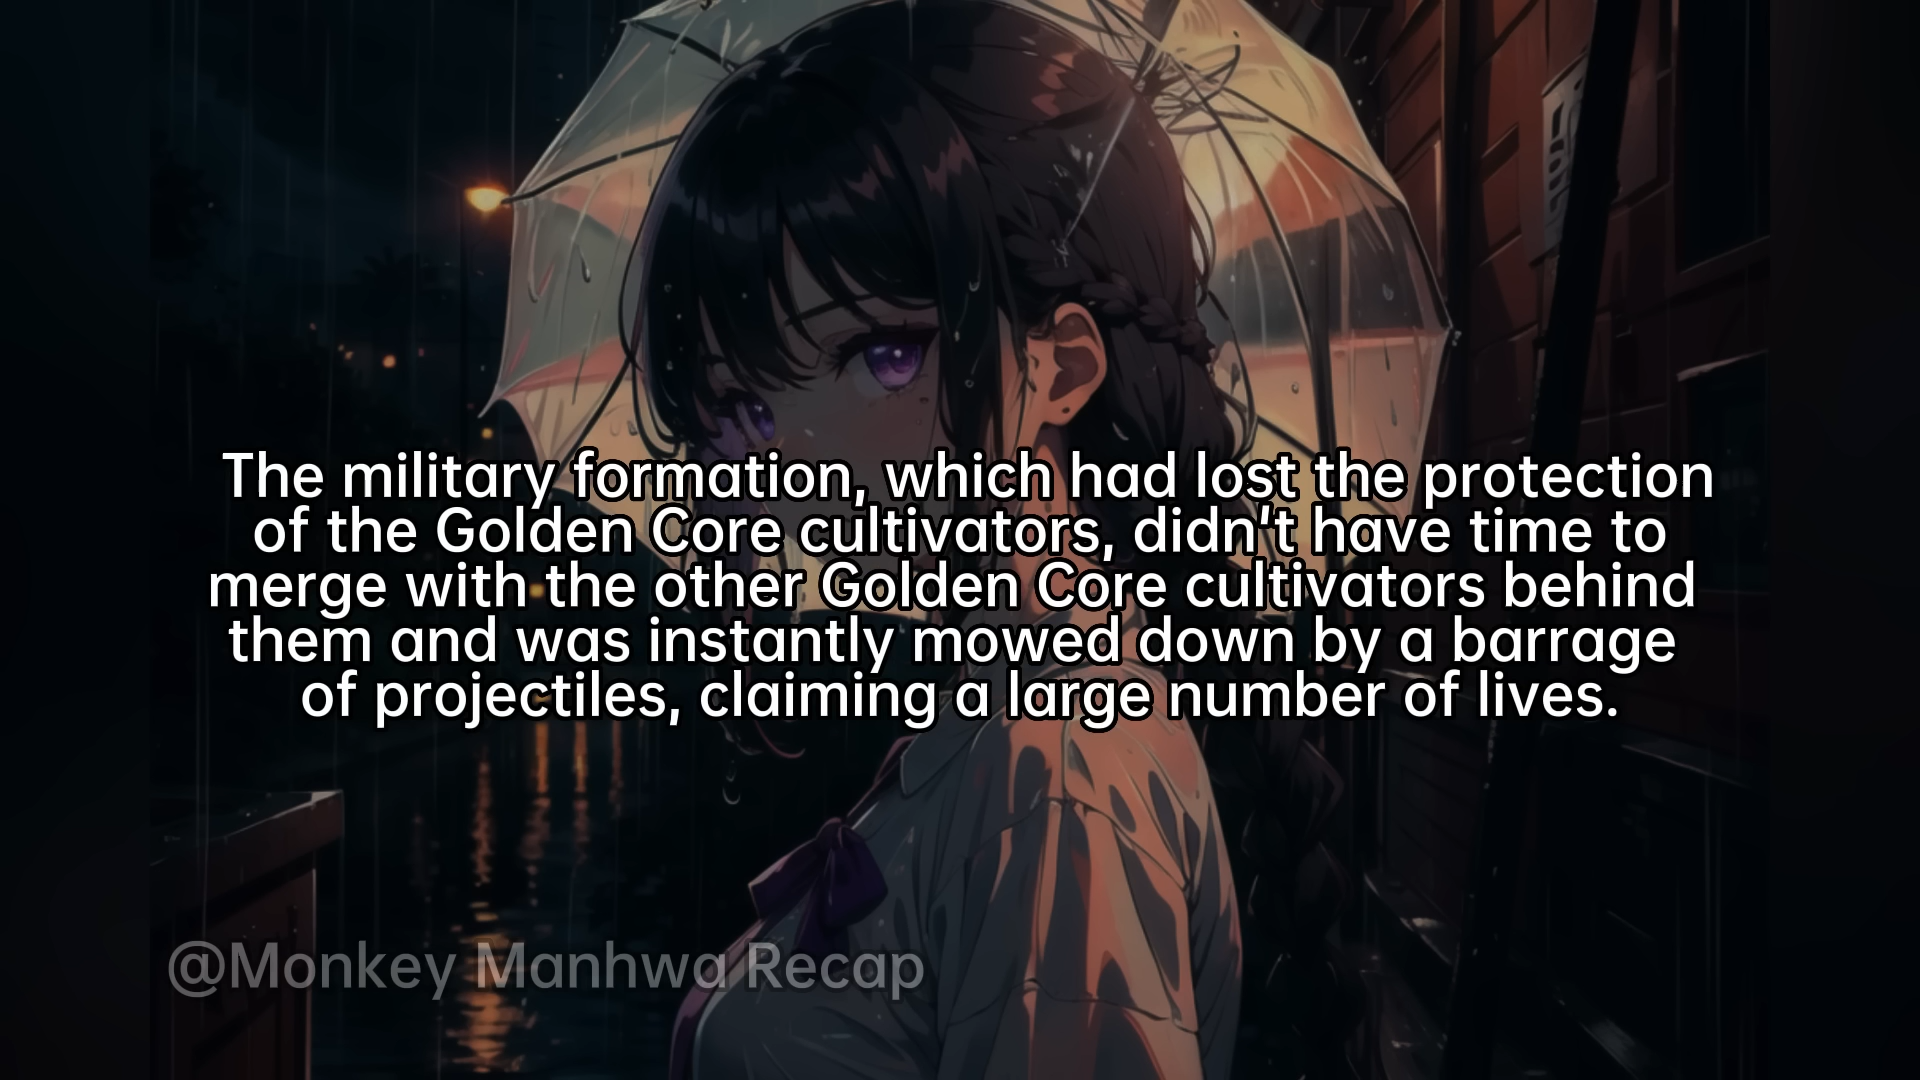 The military formation, which had lost the protection
of the Golden Core cultivators, didn't have time to
merge with the other Golden Core cultivators behind
them and was instantly mowed down by a barrage
of projectiles, claiming a large number of lives.
@Monkey Manhwa Recap